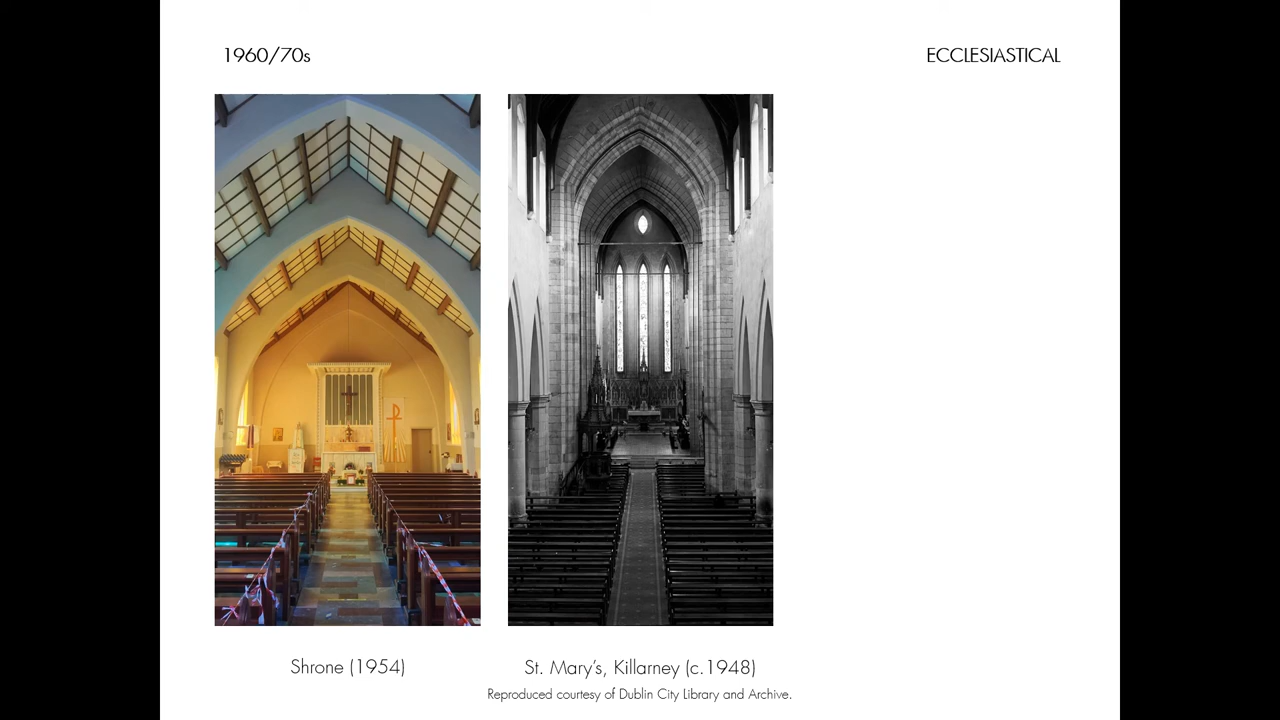 1960/70s
ECCLESIASTICAL
Shrone (1954)
St. Mary's, Killarney (c.1948)
Reproduced courtesy of Dublin City Library and Archive.